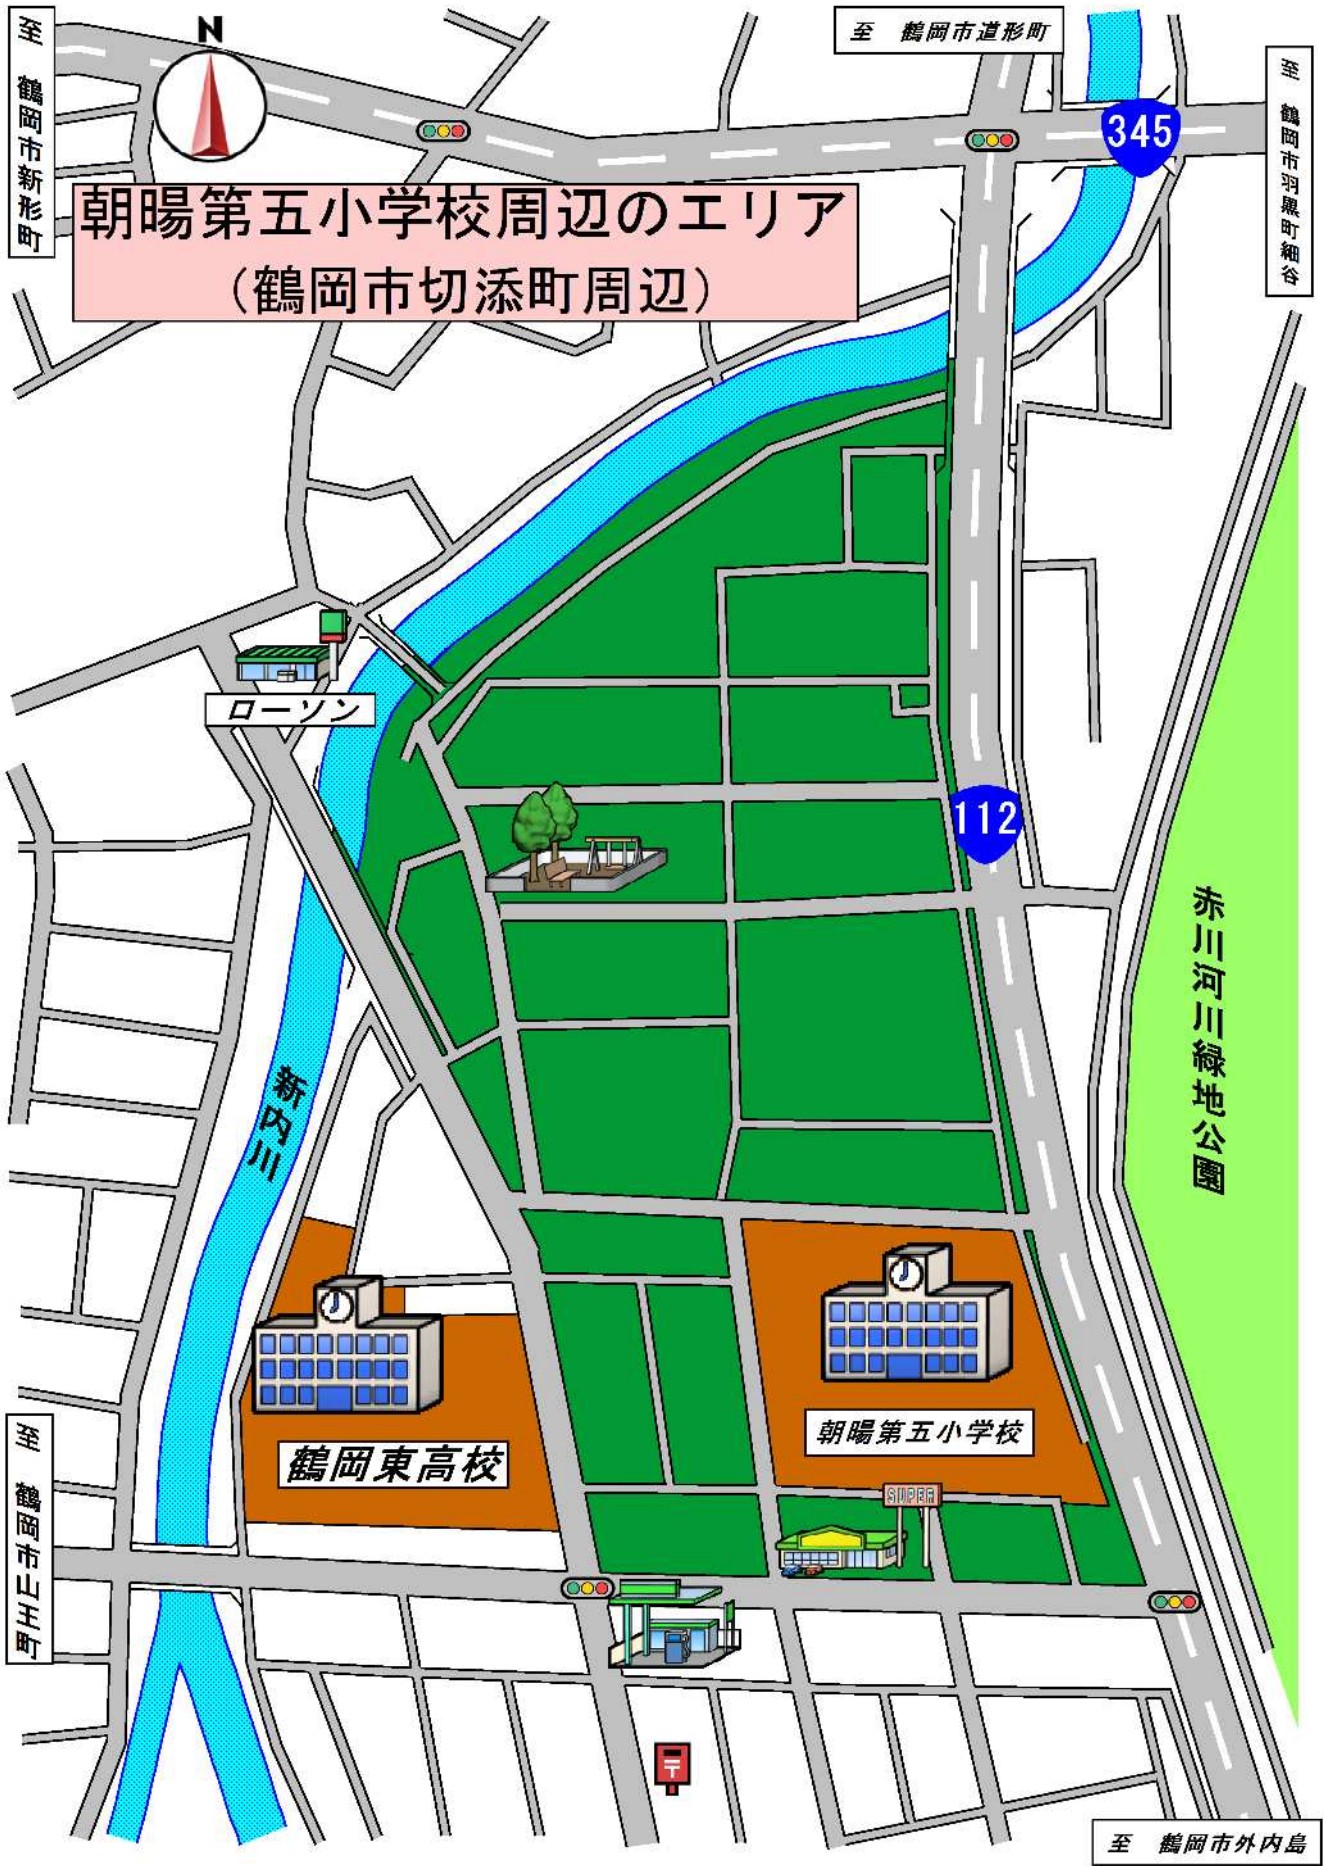 至 鶴岡市新形町
N
至 鶴岡市道形町
至 鶴岡市羽黒町細谷
345
朝暘第五小学校周辺のエリア
（鶴岡市切添町周辺）
ローソン
112
赤川河川緑地公園
新内川
鶴岡東高校
朝暘第五小学校
SUPER
至 鶴岡市山王町
〒
至 鶴岡市外内島